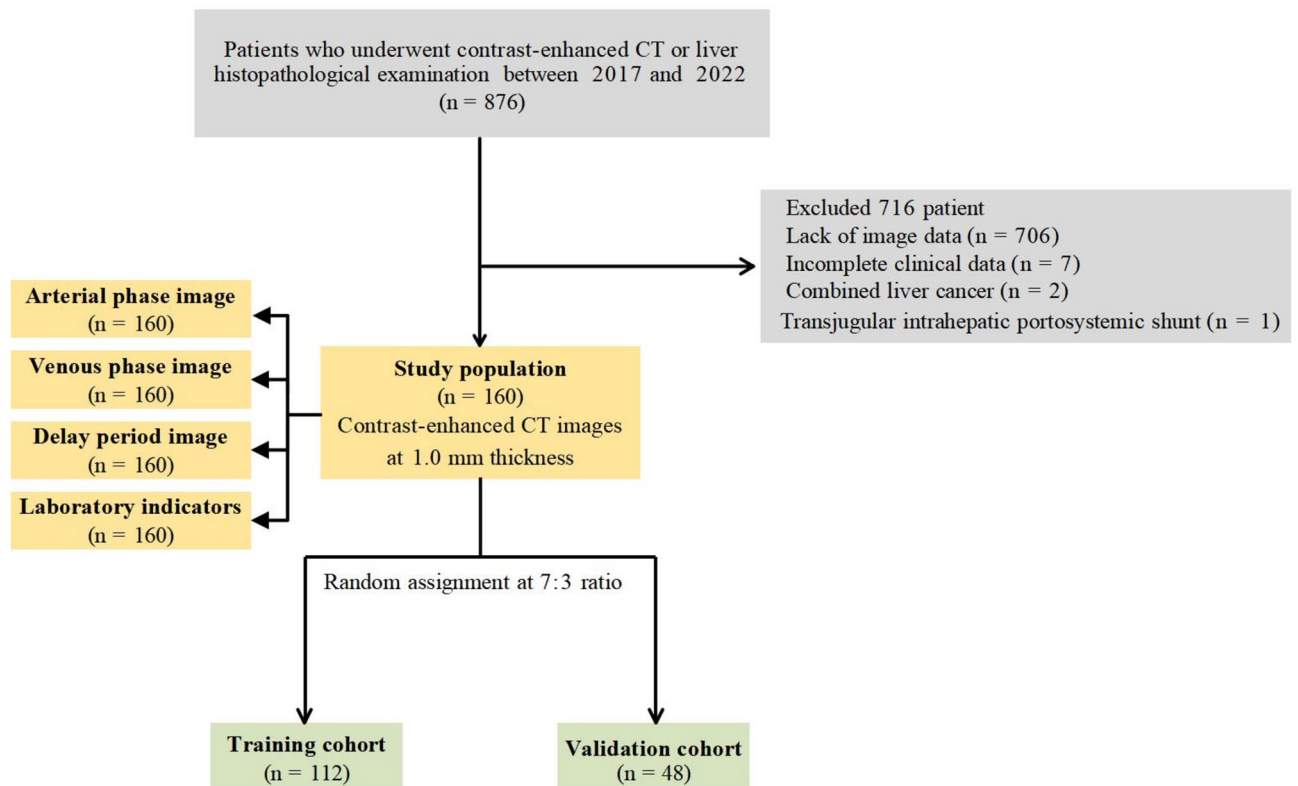 Patients who underwent contrast-enhanced CT or liver
histopathological examination between 2017 and 2022
(n = 876)
Excluded 716 patient
Lack of image data (n = 706)
Incomplete clinical data (n = 7)
Combined liver cancer (n = 2)
Transjugular intrahepatic portosystemic shunt (n = 1)
Arterial phase image
(n = 160)
Venous phase image
(n = 160)
Delay period image
(n = 160)
Laboratory indicators
(n = 160)
Study population
(n = 160)
Contrast-enhanced CT images
at 1.0 mm thickness
Random assignment at 7:3 ratio
Training cohort
(n = 112)
Validation cohort
(n = 48)